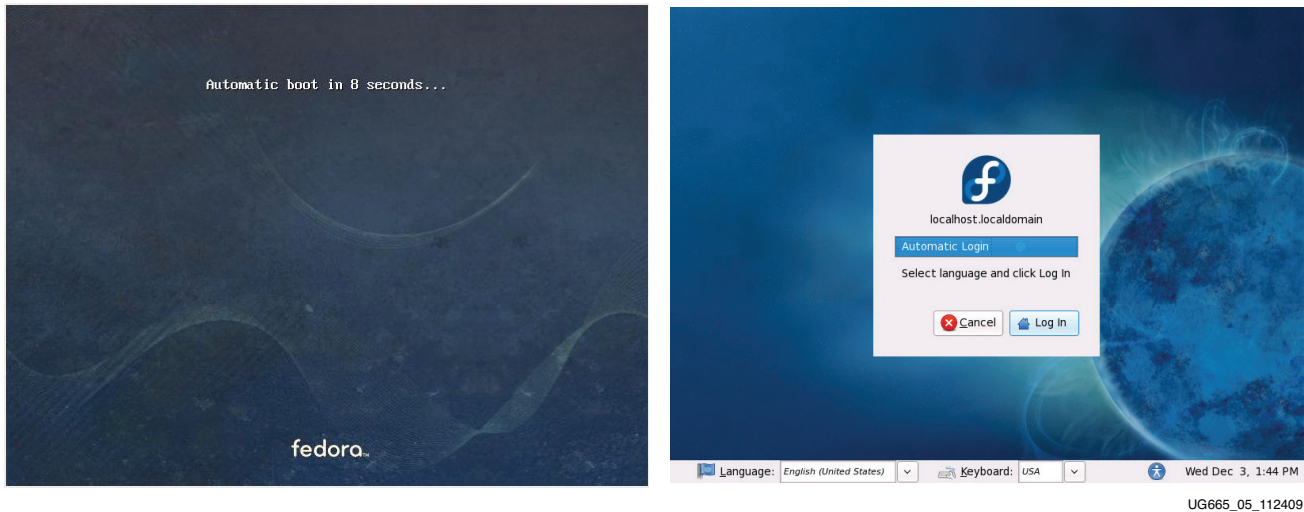 Automatic boot in 8 seconds...
fedora™
localhost.localdomain
Automatic Login
Select language and click Log In
Cancel
Log In
Language: English (United States) Keyboard: USA Wed Dec 3, 1:44 PM
UG665_05_112409